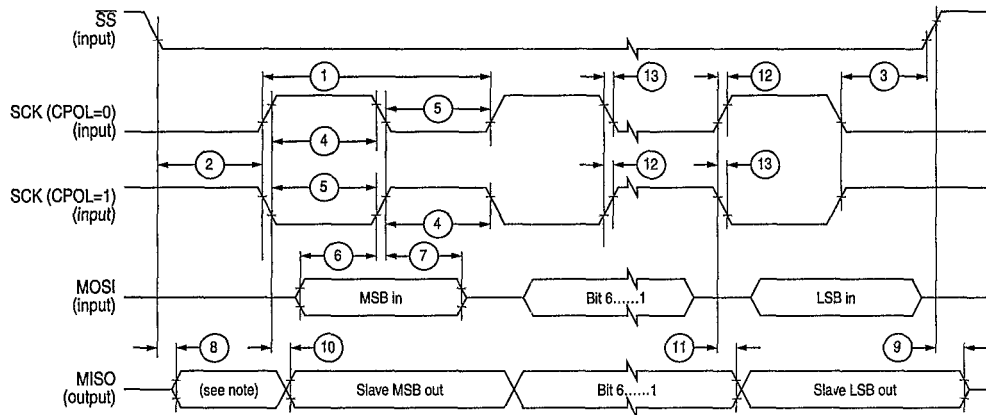 SS
(input)
1
13
12
3
SCK (CPOL=0)
(input)
5
4
2
12
13
SCK (CPOL=1)
(input)
5
4
6
7
MOSI
(input)
MSB in
Bit 6......1
LSB in
8
10
11
9
MISO
(output)
(see note)
Slave MSB out
Bit 6......1
Slave LSB out